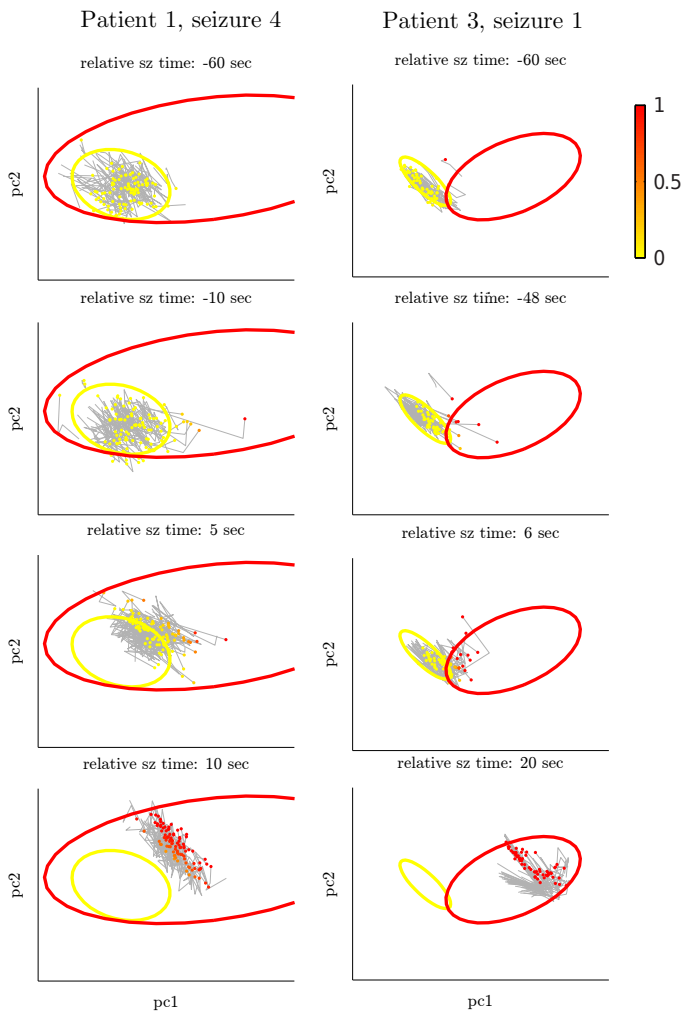 Patient 1, seizure 4
Patient 3, seizure 1
relative sz time: -60 sec
relative sz time: -60 sec
pc2
pc2
1
0.5
0
relative sz time: -10 sec
relative sz time: -48 sec
pc2
pc2
relative sz time: 5 sec
relative sz time: 6 sec
pc2
pc2
relative sz time: 10 sec
relative sz time: 20 sec
pc2
pc2
pc1
pc1